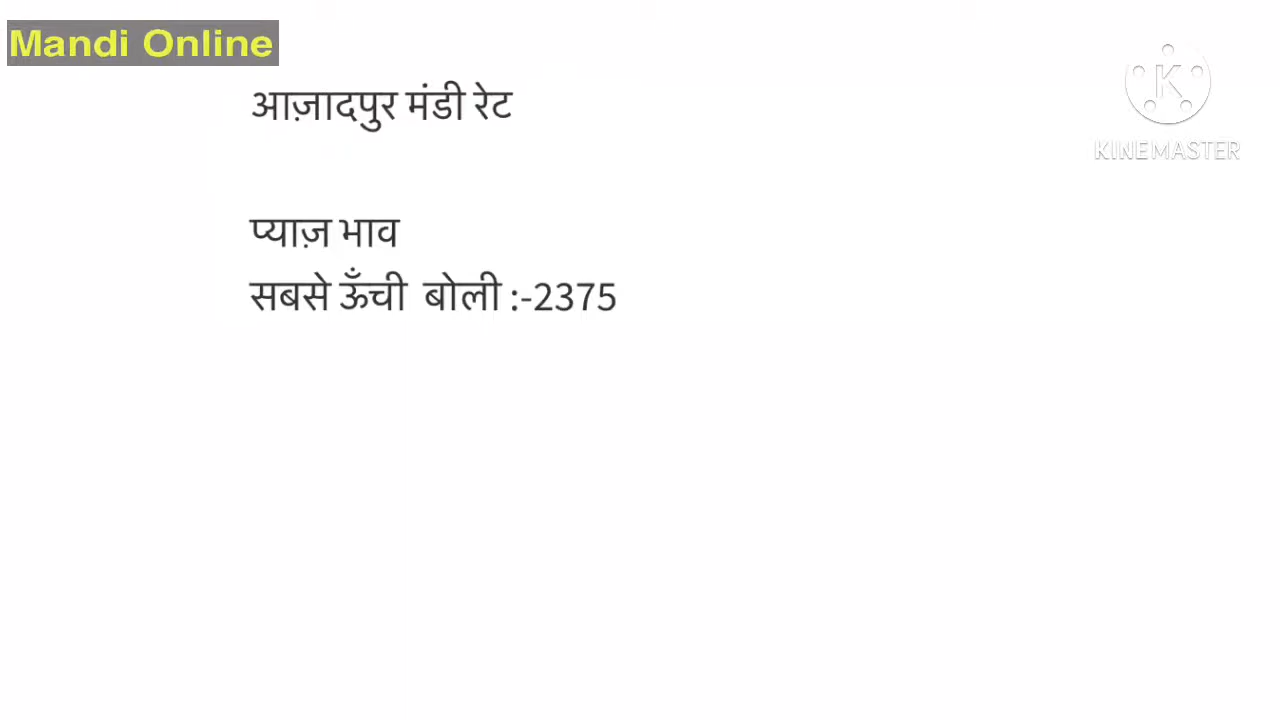 Mandi Online
आज़ादपुर मंडी रेट
K
KINEMASTER
प्याज़ भाव
सबसे ऊँची बोली :-2375